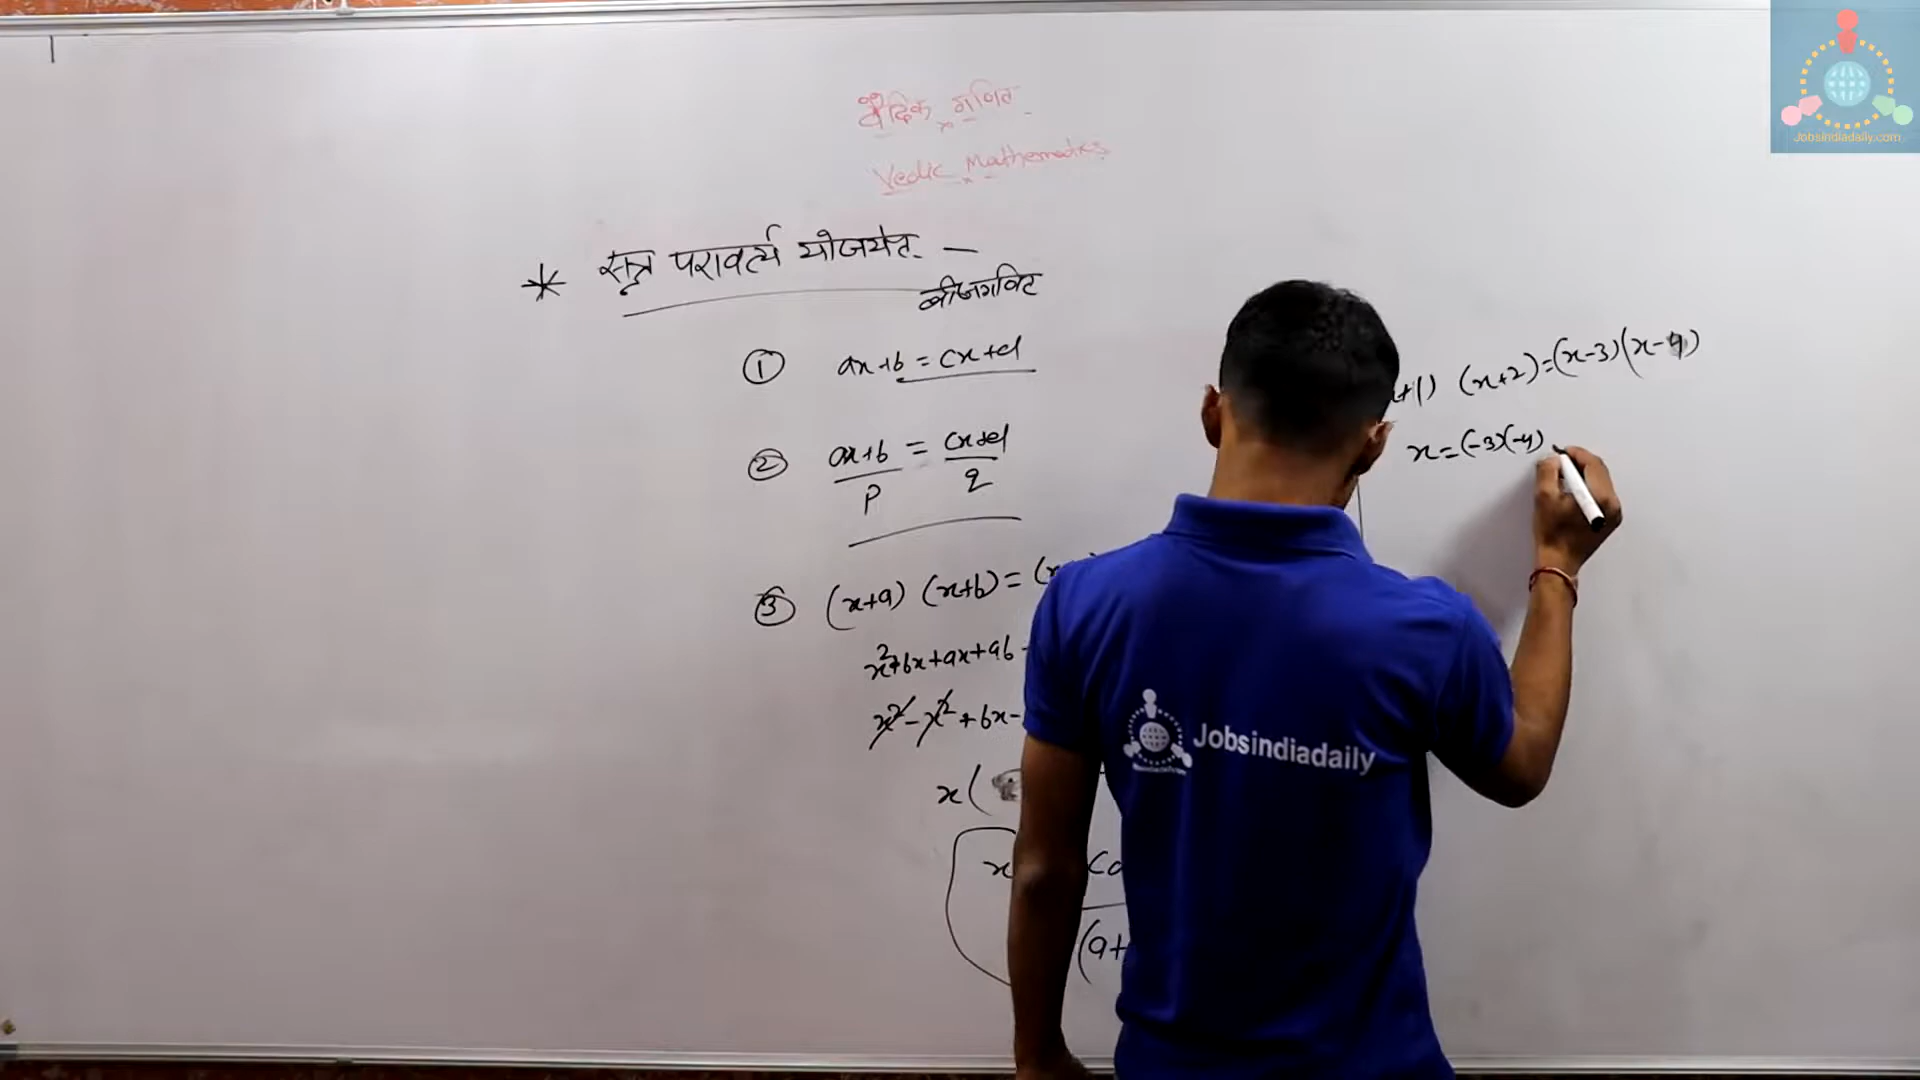 वैदिक गणित
Vedic Mathematics
* सूत्र परावर्त्य योजयेत् -
बीजगणित
① ax+b = cx+d
② ax+b/p = cx+d/q
③ (x+a) (x+b) = (x
x²+bx+ax+ab
x²-x²+bx-
x(
x
(a+
+1) (x+2)=(x-3)(x-4)
x=(-3)(-4)
Jobsindiadaily
Jobsindiadaily.com